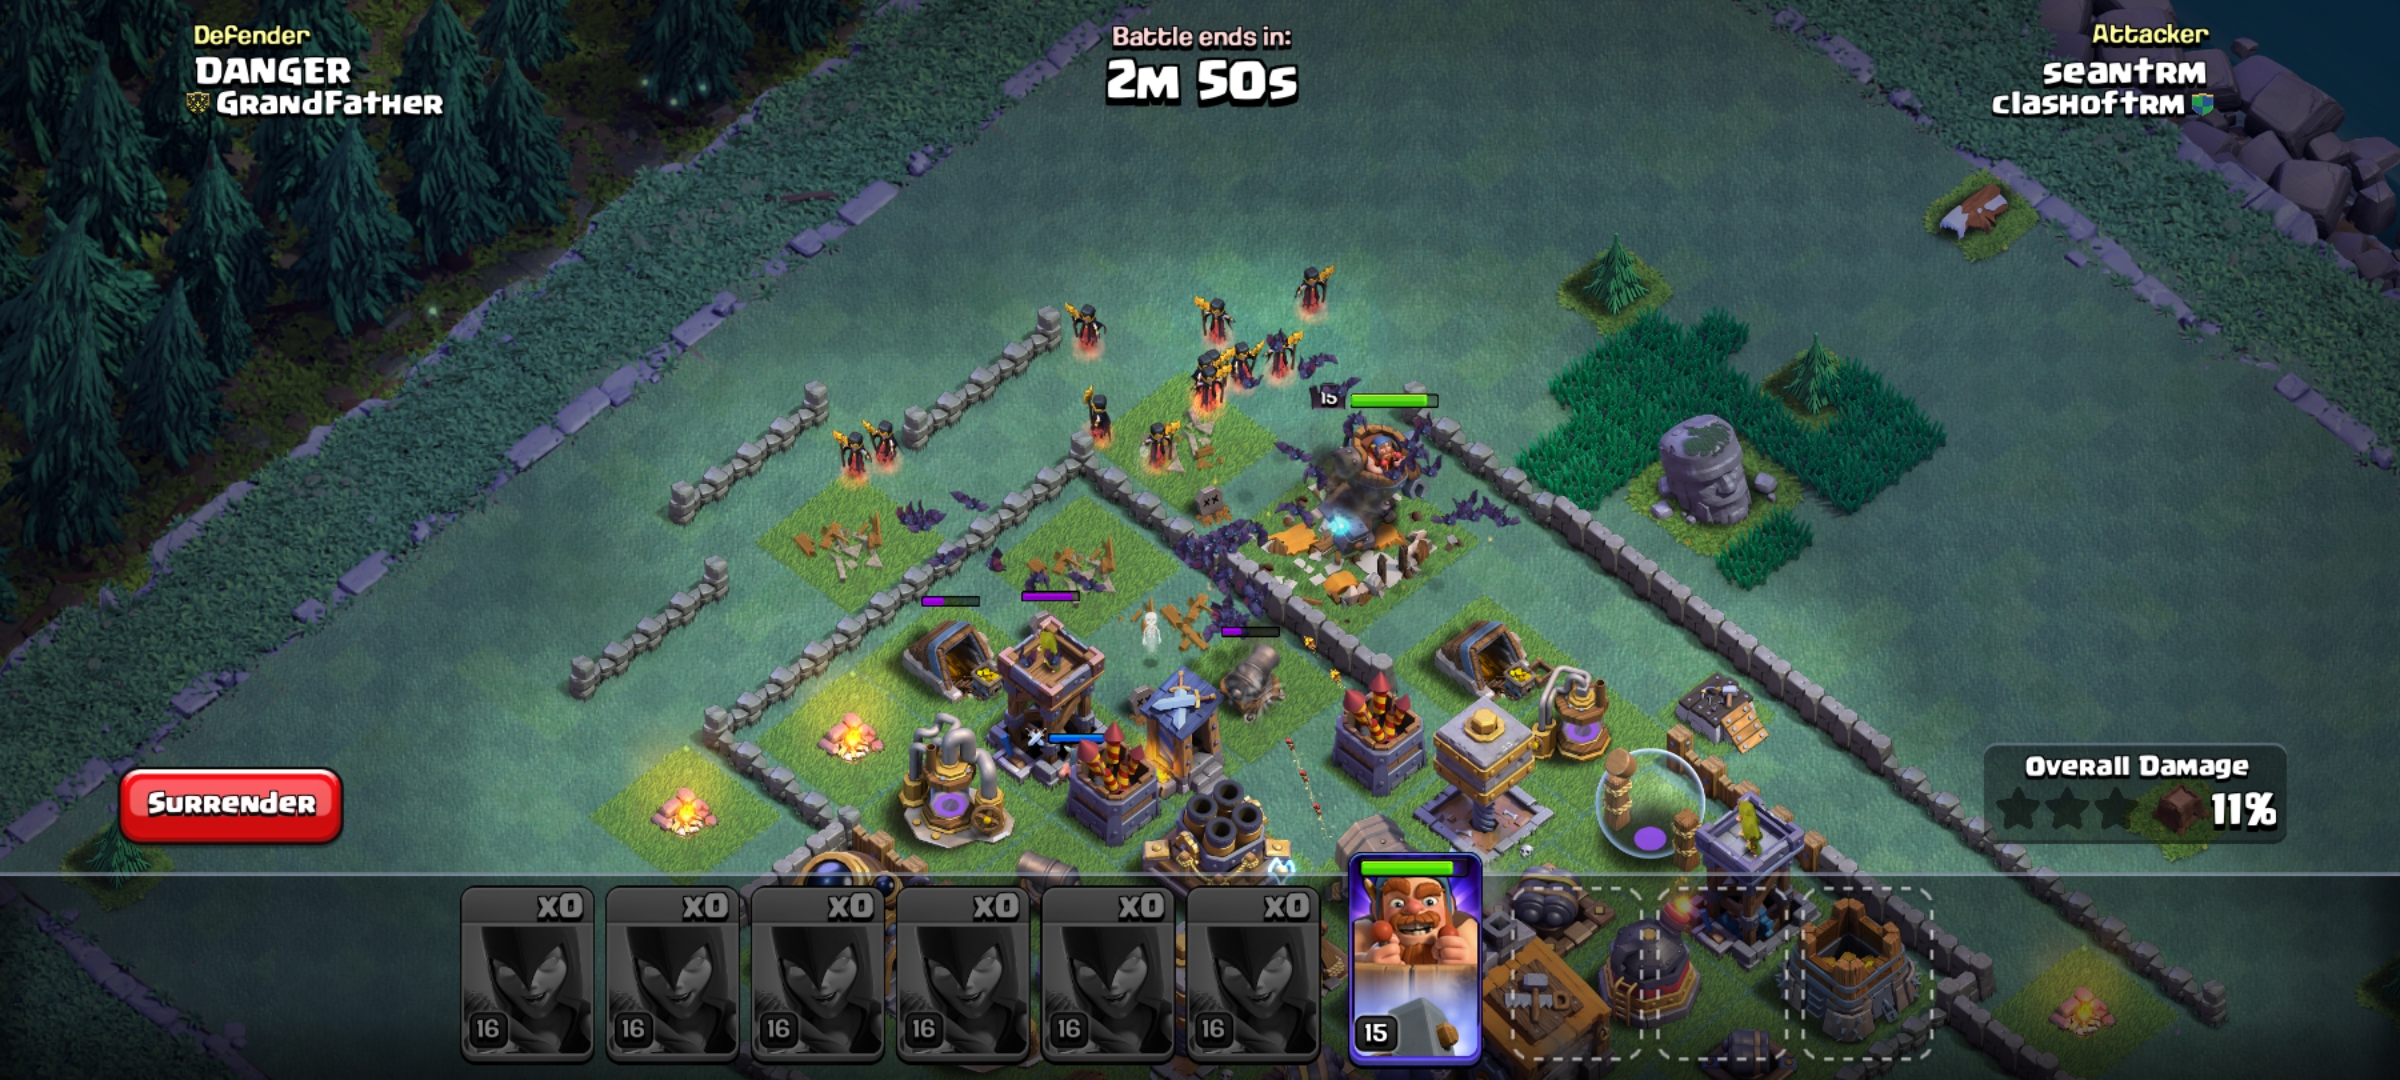 Defender
DANGER
GRANDFATHER
Battle ends in:
2M 50S
Attacker
seantRM
clashoftRM
15
Surrender
Overall Damage
11%
x0
x0
x0
x0
x0
x0
16
16
16
16
16
16
15